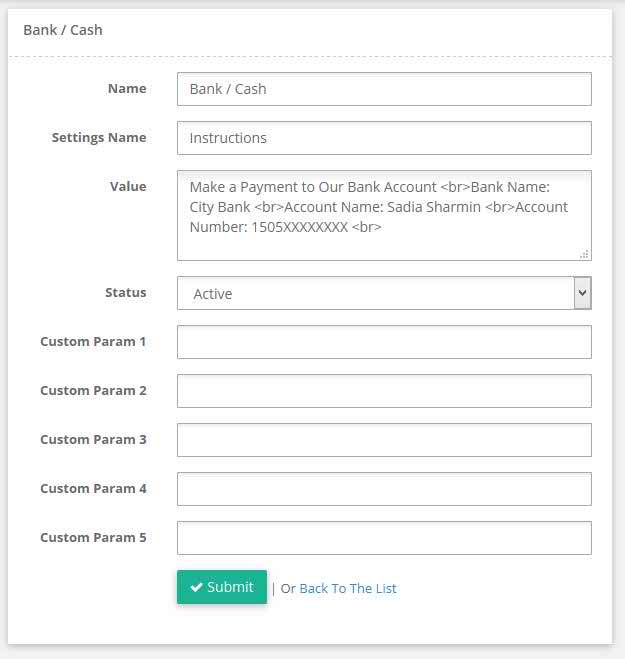 Bank / Cash
Name
Bank / Cash
Settings Name
Instructions
Value
Make a Payment to Our Bank Account <br>Bank Name:
City Bank <br>Account Name: Sadia Sharmin <br>Account
Number: 1505XXXXXXXX <br>
Status
Active
Custom Param 1
Custom Param 2
Custom Param 3
Custom Param 4
Custom Param 5
Submit | Or Back To The List